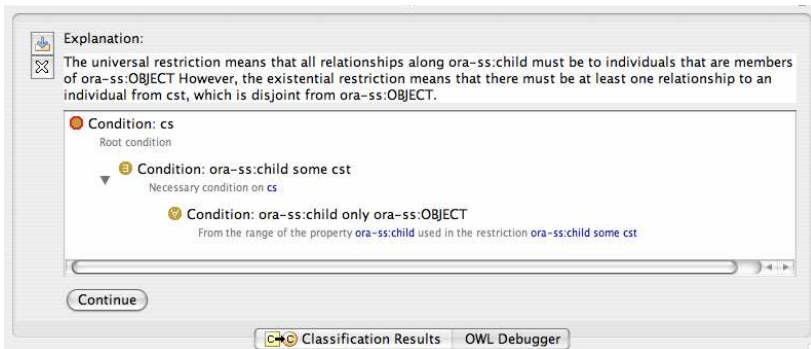 Explanation:
The universal restriction means that all relationships along ora-ss:child must be to individuals that are members
of ora-ss:OBJECT However, the existential restriction means that there must be at least one relationship to an
individual from cst, which is disjoint from ora-ss:OBJECT.
Condition: cs
Root condition
∃ Condition: ora-ss:child some cst
Necessary condition on cs
∀ Condition: ora-ss:child only ora-ss:OBJECT
From the range of the property ora-ss:child used in the restriction ora-ss:child some cst
Continue
C→C Classification Results OWL Debugger